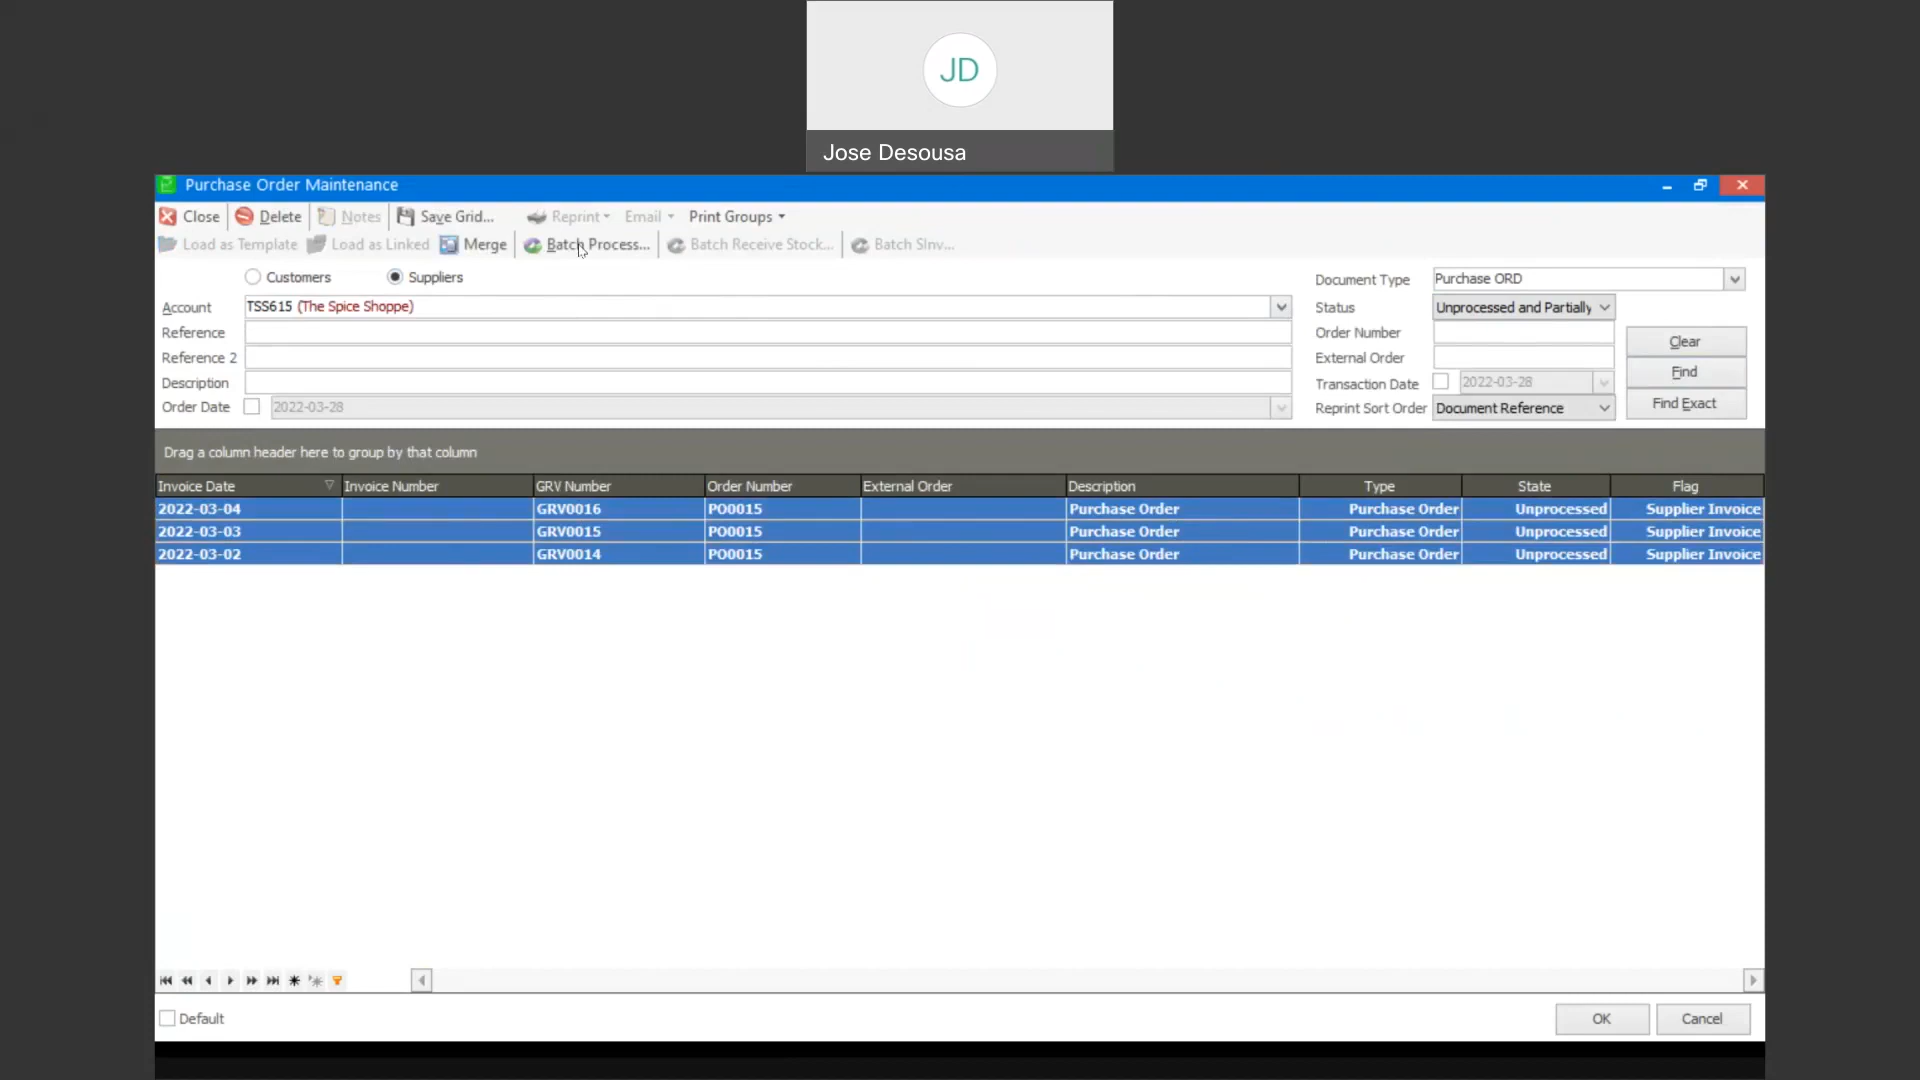 JD
Jose Desousa
Purchase Order Maintenance
Close Delete Notes Save Grid... Reprint Email Print Groups
Load as Template Load as Linked Merge Batch Process... Batch Receive Stock... Batch SInv...
Customers Suppliers
Document Type Purchase ORD
Account TSS615 (The Spice Shoppe)
Status Unprocessed and Partially
Reference
Order Number
Clear
Reference 2
External Order
Find
Description
Transaction Date 2022-03-28
Find Exact
Order Date 2022-03-28
Reprint Sort Order Document Reference
Drag a column header here to group by that column
Invoice Date Invoice Number GRV Number Order Number External Order Description Type State Flag
2022-03-04 GRV0016 PO0015 Purchase Order Purchase Order Unprocessed Supplier Invoice
2022-03-03 GRV0015 PO0015 Purchase Order Purchase Order Unprocessed Supplier Invoice
2022-03-02 GRV0014 PO0015 Purchase Order Purchase Order Unprocessed Supplier Invoice
Default
OK Cancel